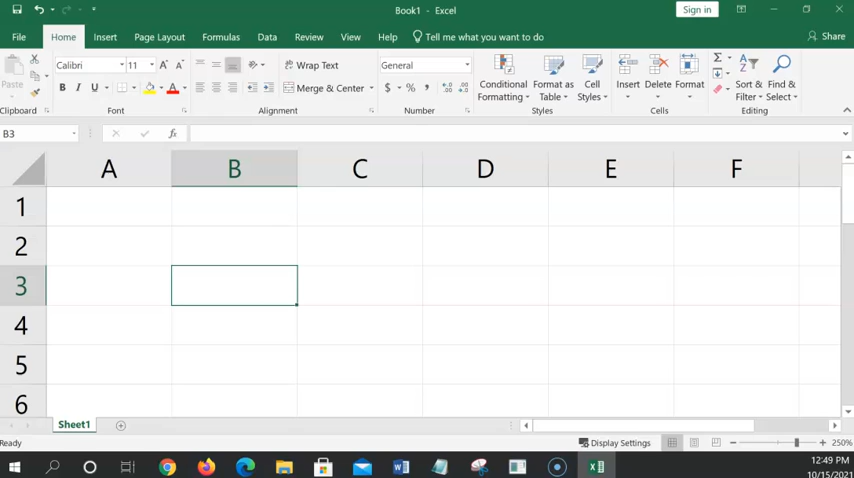 Book1 - Excel
Sign in
File Home Insert Page Layout Formulas Data Review View Help Tell me what you want to do Share
Paste
Calibri 11
B I U A
Wrap Text
Merge & Center
General
$ % ,
Conditional Formatting
Format as Table
Cell Styles
Insert Delete Format
Sort & Filter
Find & Select
Clipboard Font Alignment Number Styles Cells Editing
B3 fx
A B C D E F
1
2
3
4
5
6
Sheet1
Ready Display Settings 250%
12:49 PM
10/15/2021